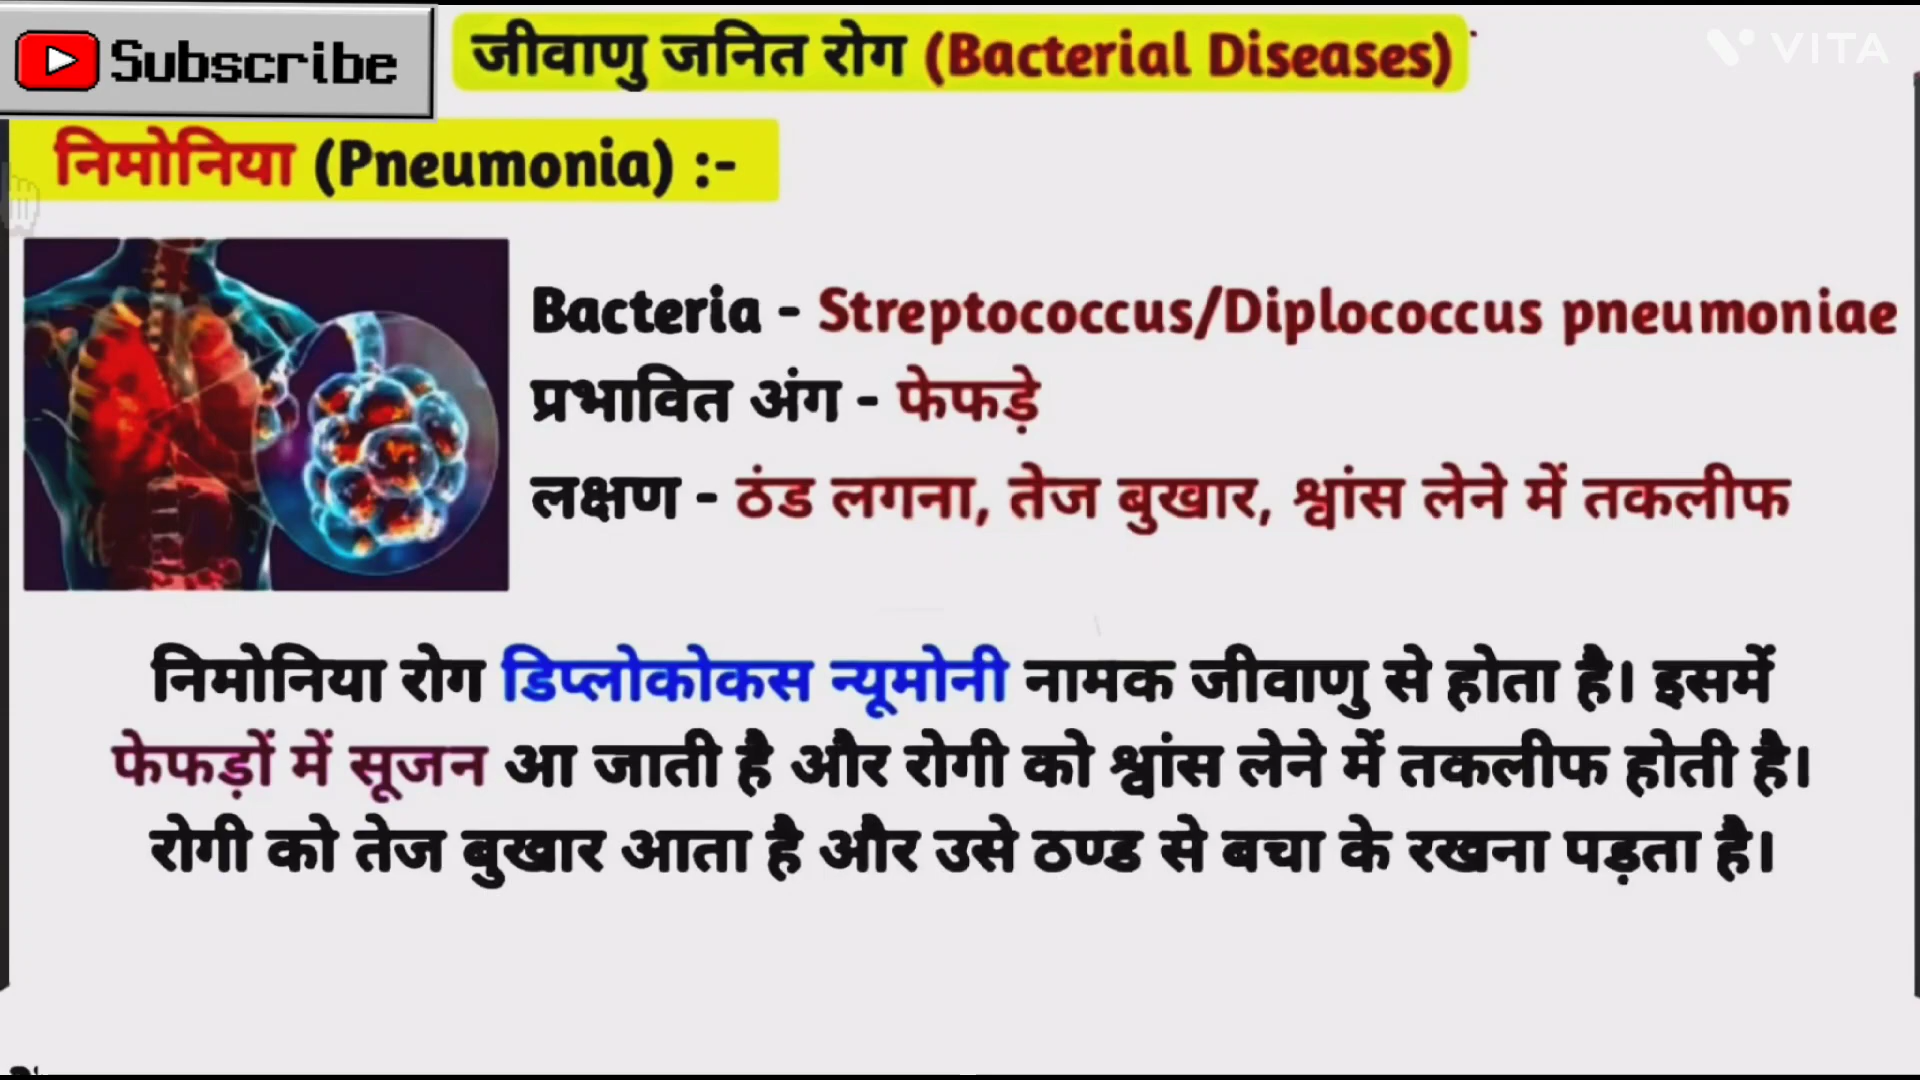 Subscribe
जीवाणु जनित रोग (Bacterial Diseases)
VITA
निमोनिया (Pneumonia) :-
Bacteria - Streptococcus/Diplococcus pneumoniae
प्रभावित अंग - फेफड़े
लक्षण - ठंड लगना, तेज बुखार, श्वांस लेने में तकलीफ
निमोनिया रोग डिप्लोकोकस न्यूमोनी नामक जीवाणु से होता है। इसमें
फेफड़ों में सूजन आ जाती है और रोगी को श्वांस लेने में तकलीफ होती है।
रोगी को तेज बुखार आता है और उसे ठण्ड से बचा के रखना पड़ता है।